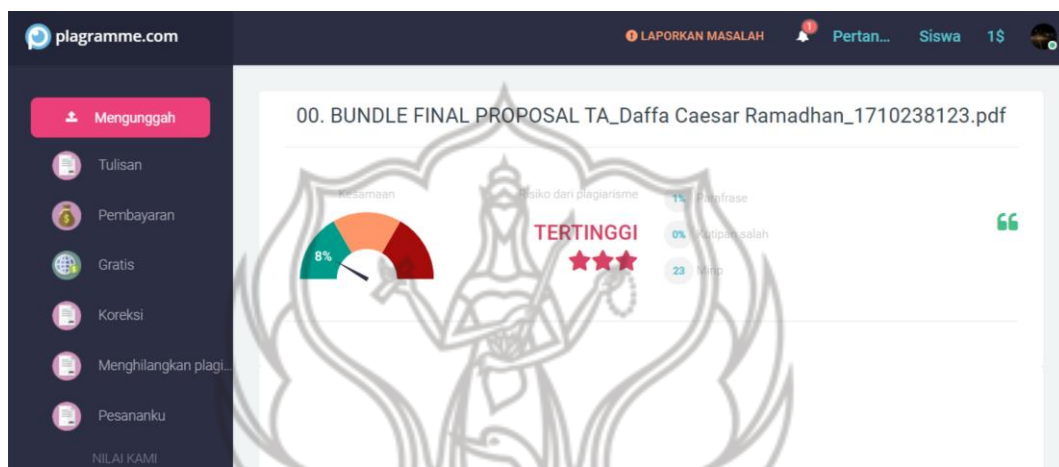 plagramme.com
LAPORKAN MASALAH
1
Pertan...
Siswa
1$
Mengunggah
Tulisan
Pembayaran
Gratis
Koreksi
Menghilangkan plagi...
Pesananku
NILAI KAMI
00. BUNDLE FINAL PROPOSAL TA_Daffa Caesar Ramadhan_1710238123.pdf
Kesamaan
8%
Risiko dari plagiarisme
TERTINGGI
1% Parafrase
0% Kutipan salah
23 Mirip